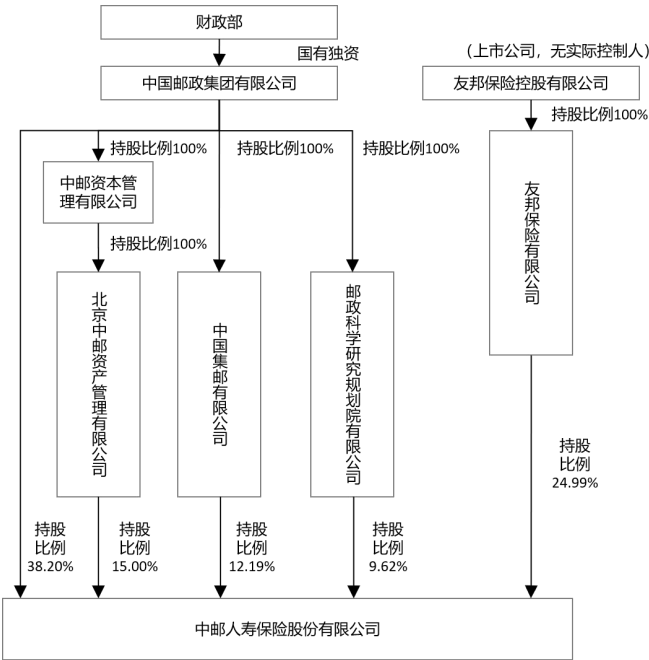 财政部
国有独资
（上市公司，无实际控制人）
中国邮政集团有限公司
友邦保险控股有限公司
持股比例100%
持股比例100%
持股比例100%
持股比例100%
中邮资本管
理有限公司
友邦保险有限公司
持股比例100%
北京中邮资产管理有限公司
中国集邮有限公司
邮政科学研究规划院有限公司
持股
比例
24.99%
持股
比例
38.20%
持股
比例
15.00%
持股
比例
12.19%
持股
比例
9.62%
中邮人寿保险股份有限公司